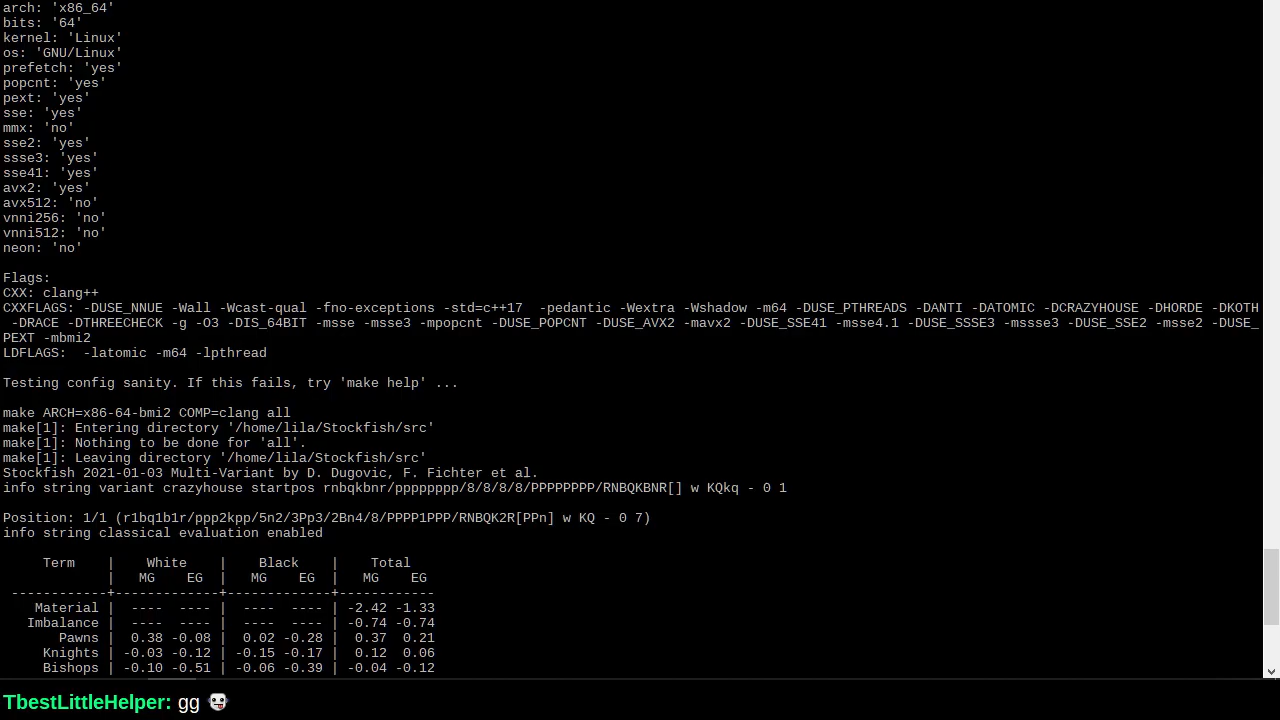 arch: 'x86_64'
bits: '64'
kernel: 'Linux'
os: 'GNU/Linux'
prefetch: 'yes'
popcnt: 'yes'
pext: 'yes'
sse: 'yes'
mmx: 'no'
sse2: 'yes'
ssse3: 'yes'
sse41: 'yes'
avx2: 'yes'
avx512: 'no'
vnni256: 'no'
vnni512: 'no'
neon: 'no'

Flags:
CXX: clang++
CXXFLAGS: -DUSE_NNUE -Wall -Wcast-qual -fno-exceptions -std=c++17  -pedantic -Wextra -Wshadow -m64 -DUSE_PTHREADS -DANTI -DATOMIC -DCRAZYHOUSE -DHORDE -DKOTH
 -DRACE -DTHREECHECK -g -O3 -DIS_64BIT -msse -msse3 -mpopcnt -DUSE_POPCNT -DUSE_AVX2 -mavx2 -DUSE_SSE41 -msse4.1 -DUSE_SSSE3 -mssse3 -DUSE_SSE2 -msse2 -DUSE_
PEXT -mbmi2
LDFLAGS:  -latomic -m64 -lpthread

Testing config sanity. If this fails, try 'make help' ...

make ARCH=x86-64-bmi2 COMP=clang all
make[1]: Entering directory '/home/lila/Stockfish/src'
make[1]: Nothing to be done for 'all'.
make[1]: Leaving directory '/home/lila/Stockfish/src'
Stockfish 2021-01-03 Multi-Variant by D. Dugovic, F. Fichter et al.
info string variant crazyhouse startpos rnbqkbnr/pppppppp/8/8/8/8/PPPPPPPP/RNBQKBNR[] w KQkq - 0 1

Position: 1/1 (r1bq1b1r/ppp2kpp/5n2/3Pp3/2Bn4/8/PPPP1PPP/RNBQK2R[PPn] w KQ - 0 7)
info string classical evaluation enabled

     Term    |    White    |    Black    |    Total
             |   MG    EG  |   MG    EG  |   MG    EG
 ------------+-------------+-------------+------------
    Material |  ----  ---- |  ----  ---- | -2.42 -1.33
   Imbalance |  ----  ---- |  ----  ---- | -0.74 -0.74
       Pawns |  0.38 -0.08 |  0.02 -0.28 |  0.37  0.21
     Knights | -0.03 -0.12 | -0.15 -0.17 |  0.12  0.06
     Bishops | -0.10 -0.51 | -0.06 -0.39 | -0.04 -0.12
TbestLittleHelper: gg 👻